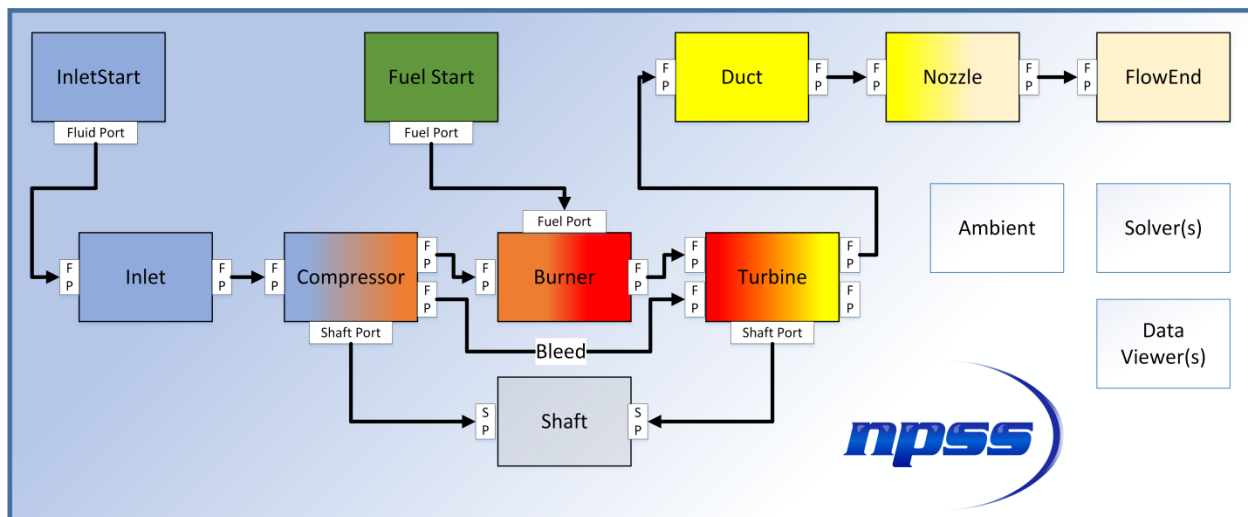 InletStart
Fluid Port
Fuel Start
Fuel Port
F
P
Duct
F
P
F
P
Nozzle
F
P
F
P
FlowEnd
Ambient
Solver(s)
F
P
Inlet
F
P
F
P
Compressor
F
P
F
P
Shaft Port
Fuel Port
F
P
Burner
F
P
F
P
F
P
Turbine
F
P
F
P
Shaft Port
Bleed
S
P
Shaft
S
P
Data
Viewer(s)
npss